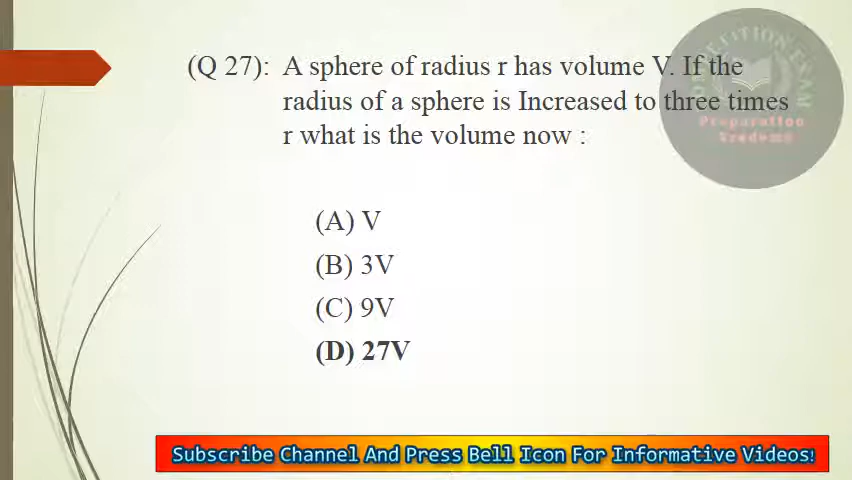 (Q 27): A sphere of radius r has volume V. If the
radius of a sphere is Increased to three times
r what is the volume now :
(A) V
(B) 3V
(C) 9V
(D) 27V
Preparation
Subscribe Channel And Press Bell Icon For Informative Videos!